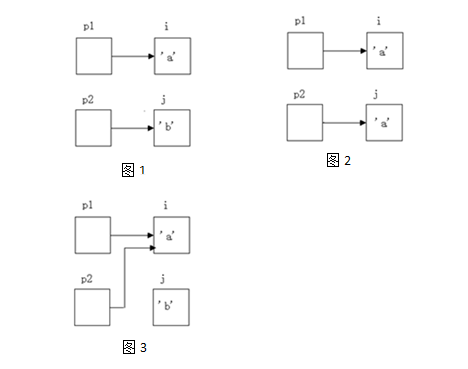 p1 i
'a'
p2 j
'b'
图 1
p1 i
'a'
p2 j
'a'
图 2
p1 i
'a'
p2 j
'b'
图 3